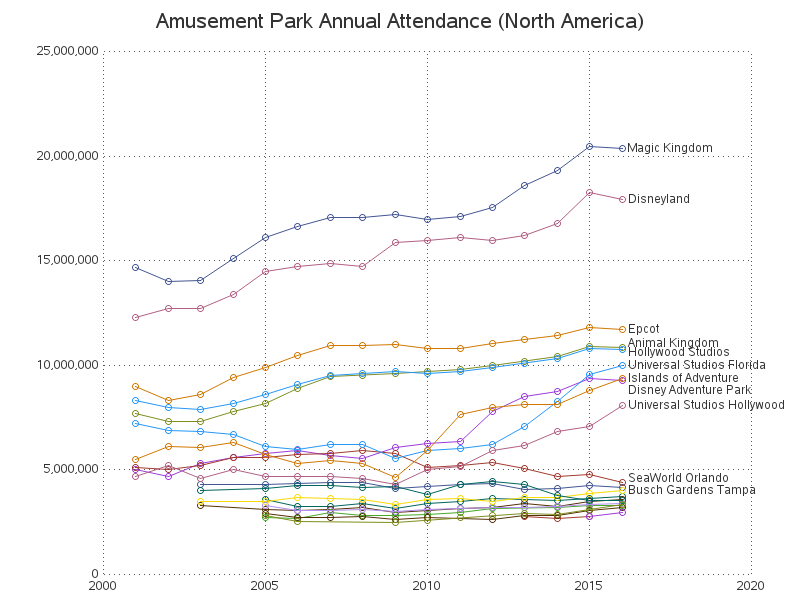 Amusement Park Annual Attendance (North America)
25,000,000
20,000,000
Magic Kingdom
Disneyland
15,000,000
Epcot
Animal Kingdom
Hollywood Studios
10,000,000
Universal Studios Florida
Islands of Adventure
Disney Adventure Park
Universal Studios Hollywood
5,000,000
SeaWorld Orlando
Busch Gardens Tampa
0
2000
2005
2010
2015
2020